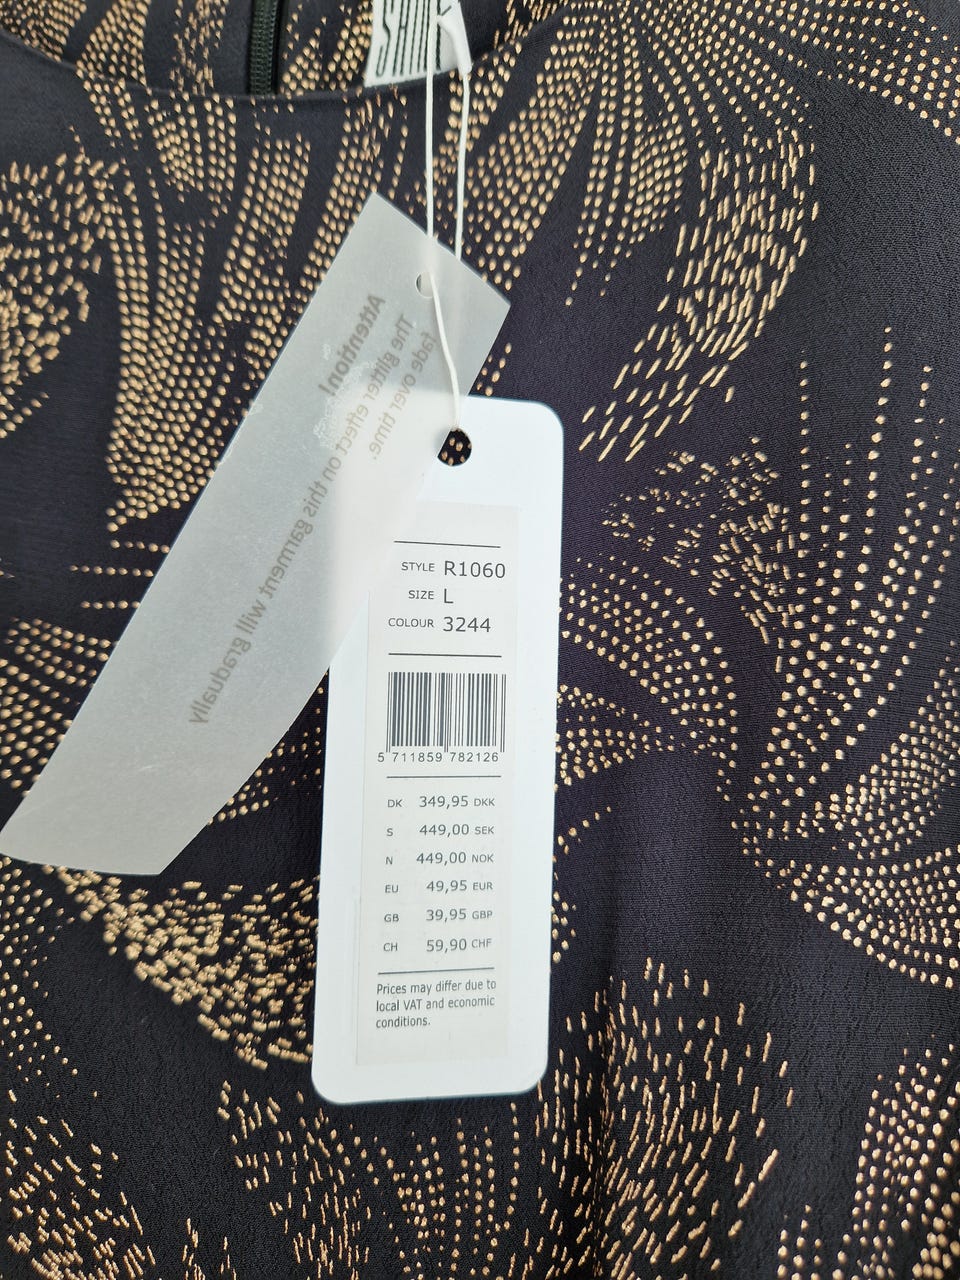 Attention!
The glitter effect on this garment will gradually
fade over time.
STYLE R1060
SIZE L
COLOUR 3244
5 711859 782126
DK 349,95 DKK
S 449,00 SEK
N 449,00 NOK
EU 49,95 EUR
GB 39,95 GBP
CH 59,90 CHF
Prices may differ due to
local VAT and economic
conditions.